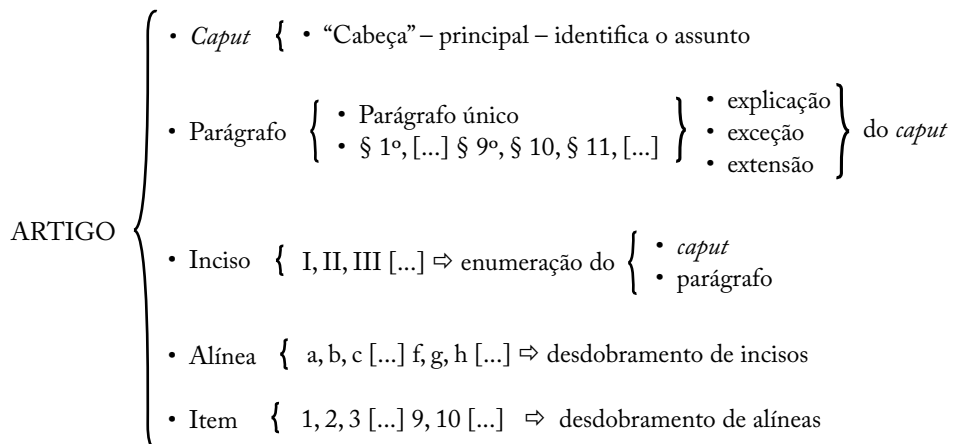 • Caput { • “Cabeça” – principal – identifica o assunto
• Parágrafo { • Parágrafo único
• § 1º, [...] § 9º, § 10, § 11, [...] }
• explicação
• exceção
• extensão
} do caput
ARTIGO {
• Inciso { I, II, III [...] ⇨ enumeração do {
• caput
• parágrafo
• Alínea { a, b, c [...] f, g, h [...] ⇨ desdobramento de incisos
• Item { 1, 2, 3 [...] 9, 10 [...] ⇨ desdobramento de alíneas